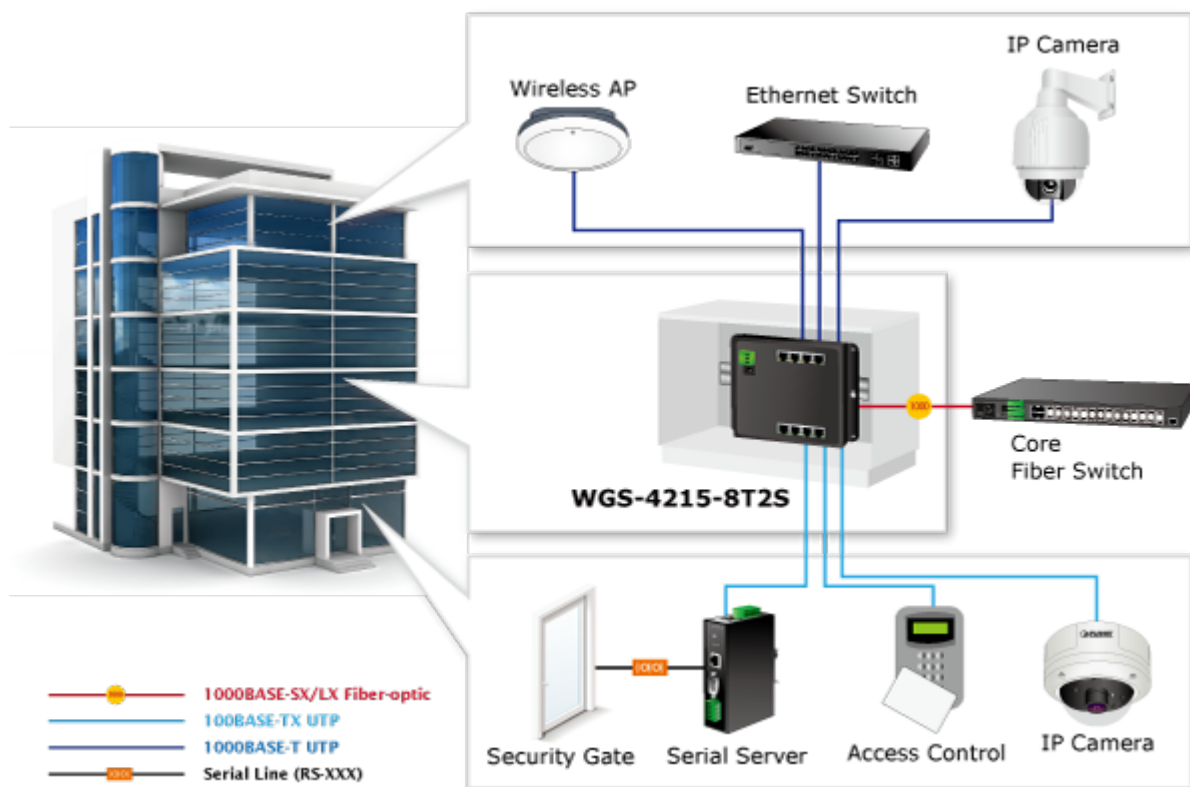 IP Camera
Wireless AP
Ethernet Switch
Core
Fiber Switch
WGS-4215-8T2S
Security Gate
Serial Server
Access Control
IP Camera
1000BASE-SX/LX Fiber-optic
100BASE-TX UTP
1000BASE-T UTP
Serial Line (RS-XXX)